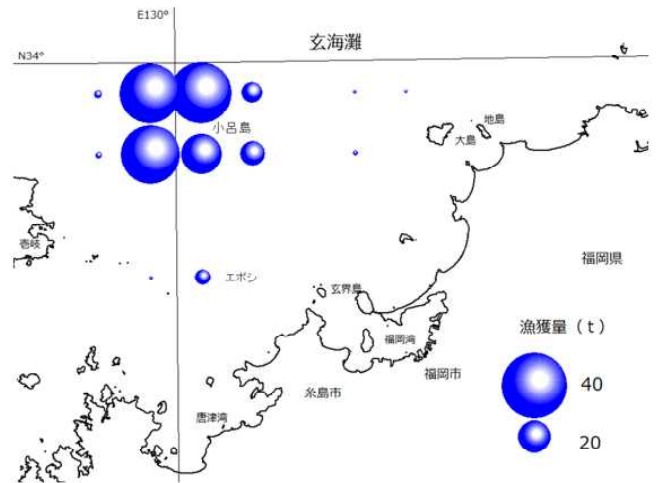 E130°
玄海灘
N34°
小呂島
地島
大島
壱岐
福岡県
エボシ
玄界島
漁獲量(t)
福岡湾
40
福岡市
糸島市
唐津湾
20